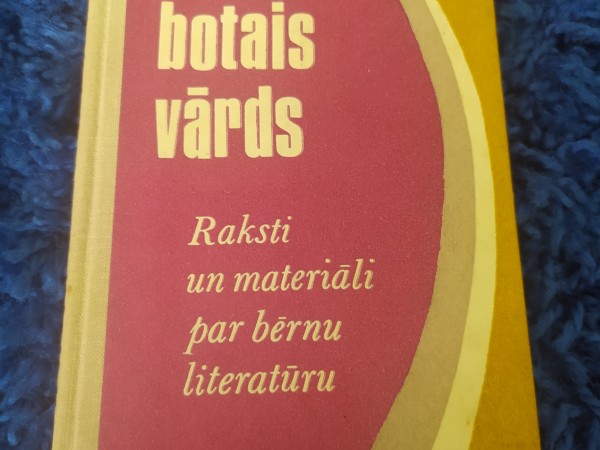 botais
vārds
Raksti
un materiāli
par bērnu
literatūru